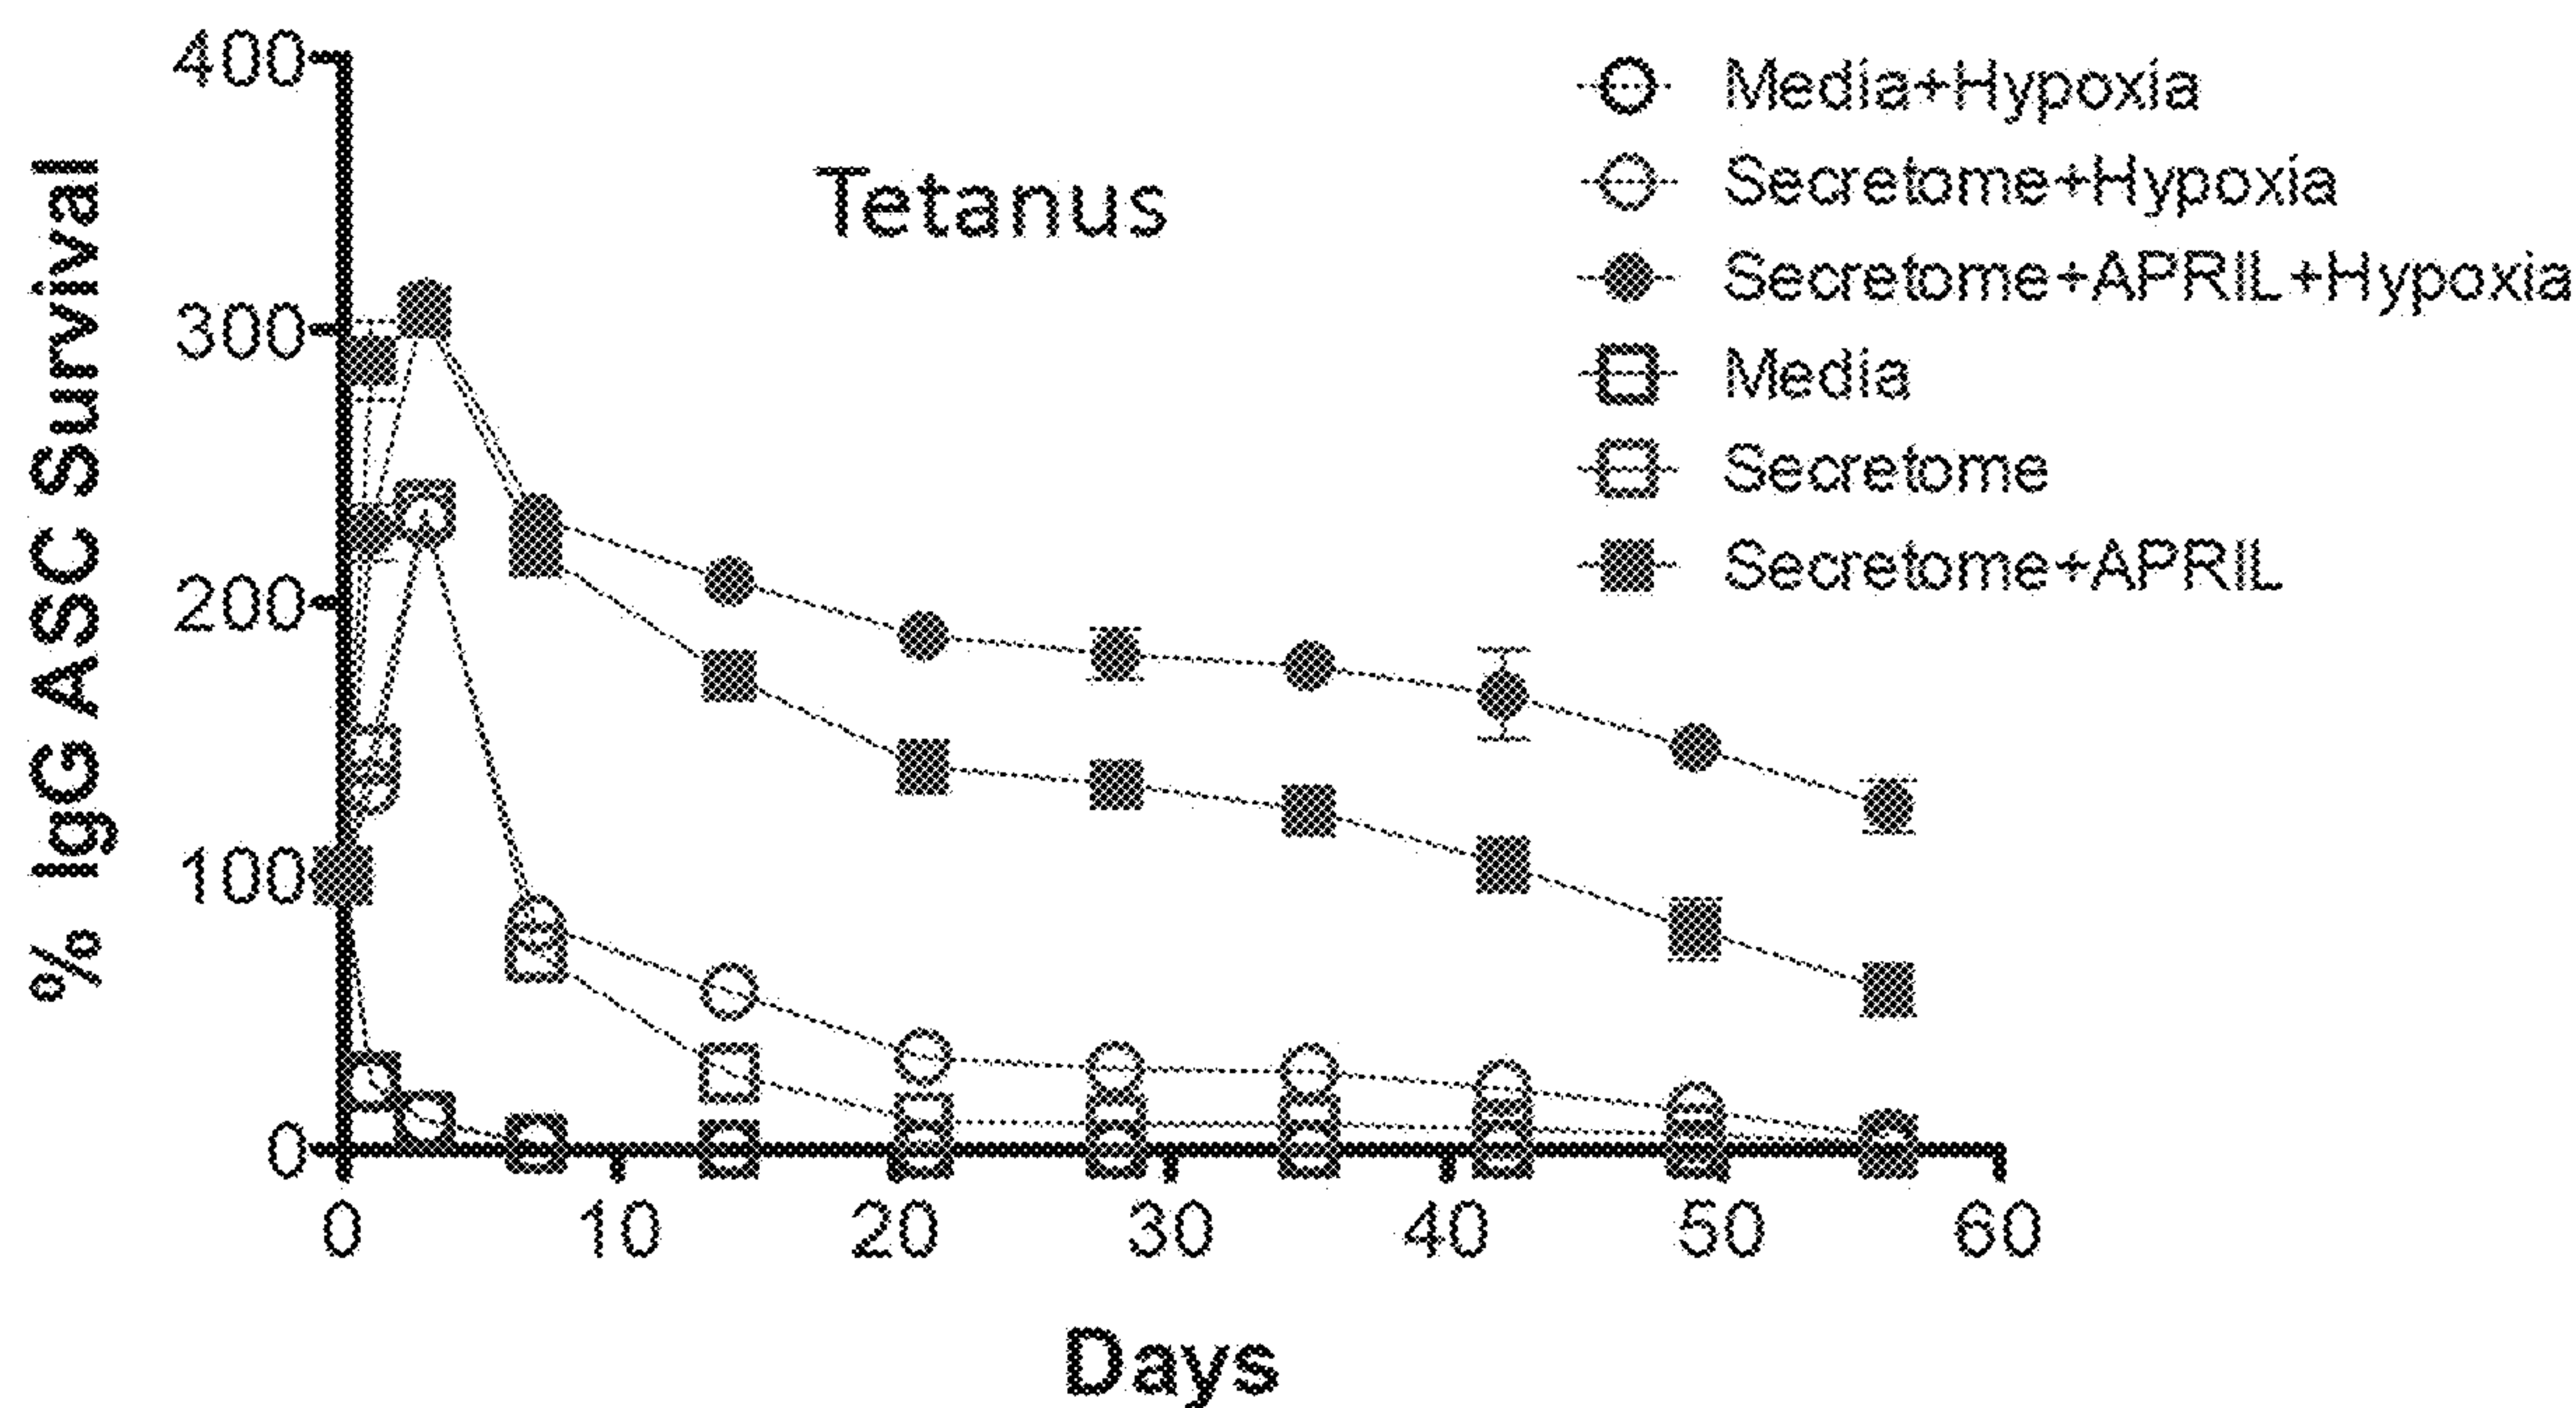 % IgG ASC Survival
400
300
200
100
0
Tetanus
Media+Hypoxia
Secretome+Hypoxia
Secretome+APRIL+Hypoxia
Media
Secretome
Secretome+APRIL
0 10 20 30 40 50 60
Days